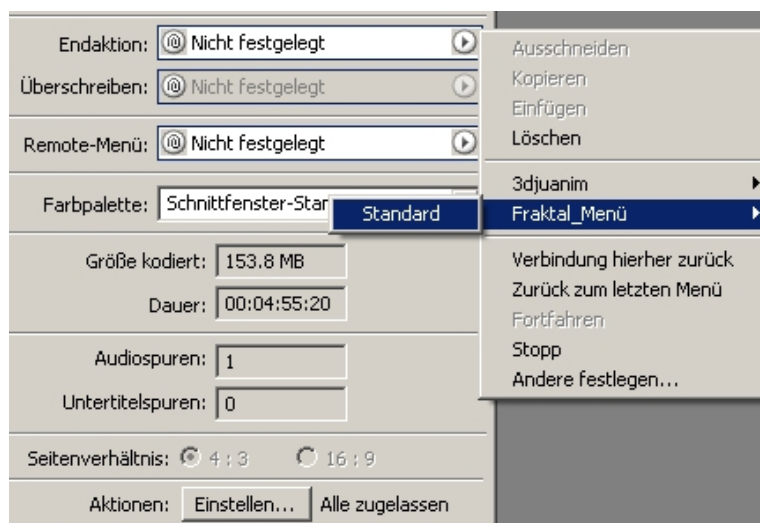 Endaktion: Nicht festgelegt
Überschreiben: Nicht festgelegt
Remote-Menü: Nicht festgelegt
Farbpalette: Schnittfenster-Star
Größe kodiert: 153.8 MB
Dauer: 00:04:55:20
Audiospuren: 1
Untertitelspuren: 0
Seitenverhältnis: 4 : 3 16 : 9
Aktionen: Einstellen... Alle zugelassen
Ausschneiden
Kopieren
Einfügen
Löschen
3djuanim
Fraktal_Menü
Standard
Verbindung hierher zurück
Zurück zum letzten Menü
Fortfahren
Stopp
Andere festlegen...